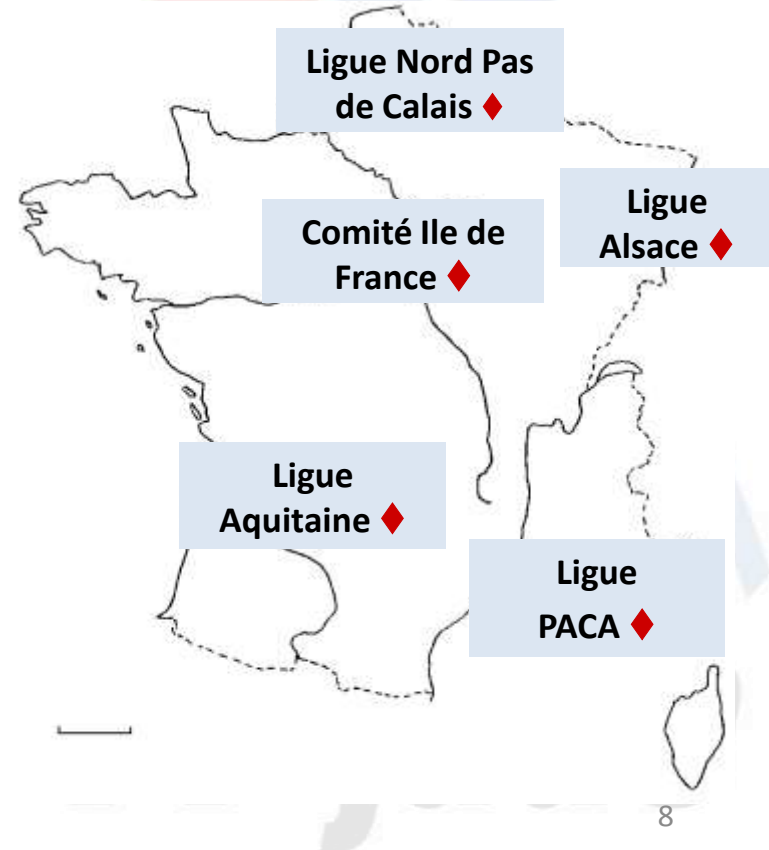 Ligue Nord Pas
de Calais ♦
Ligue
Alsace ♦
Comité Ile de
France ♦
Ligue
Aquitaine ♦
Ligue
PACA ♦
8